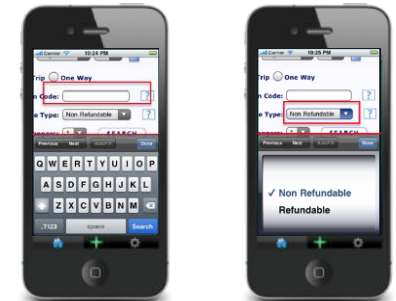 Carrier 10:24 PM
Trip One Way
n Code: ?
e Type: Non Refundable ?
1 SEARCH
Previous Next AutoFill Done
Q W E R T Y U I O P
A S D F G H J K L
Z X C V B N M
.?123 space Search
Carrier 10:25 PM
Trip One Way
n Code: ?
e Type: Non Refundable ?
1 SEARCH
Previous Next AutoFill Done
✓ Non Refundable
Refundable